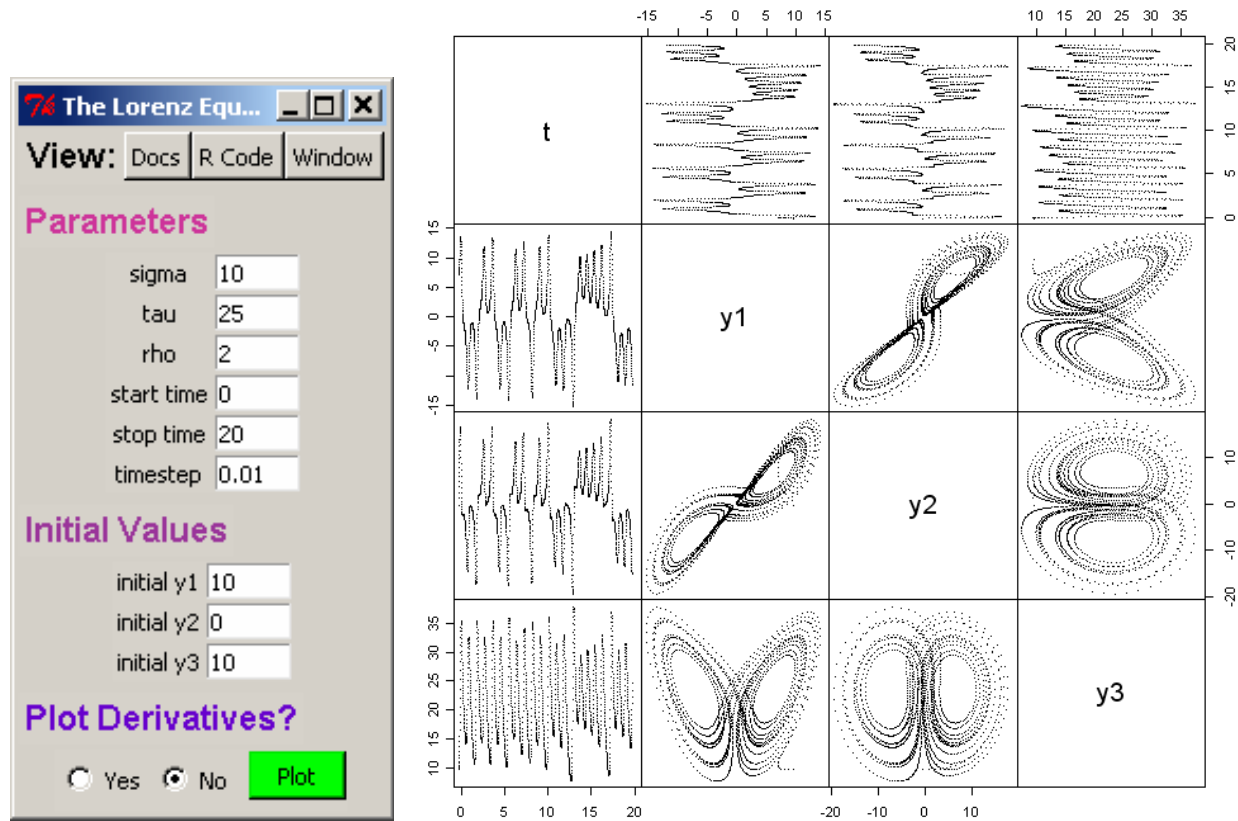 The Lorenz Equ...
View: Docs R Code Window
Parameters
sigma 10
tau 25
rho 2
start time 0
stop time 20
timestep 0.01
Initial Values
initial y1 10
initial y2 0
initial y3 10
Plot Derivatives?
Yes No Plot
-15 -5 0 5 10 15
10 15 20 25 30 35
t
0 5 10 15 20
-15 -5 0 5 10 15
y1
y2
-20 -10 0 10
10 15 20 25 30 35
y3
0 5 10 15 20
-20 -10 0 10